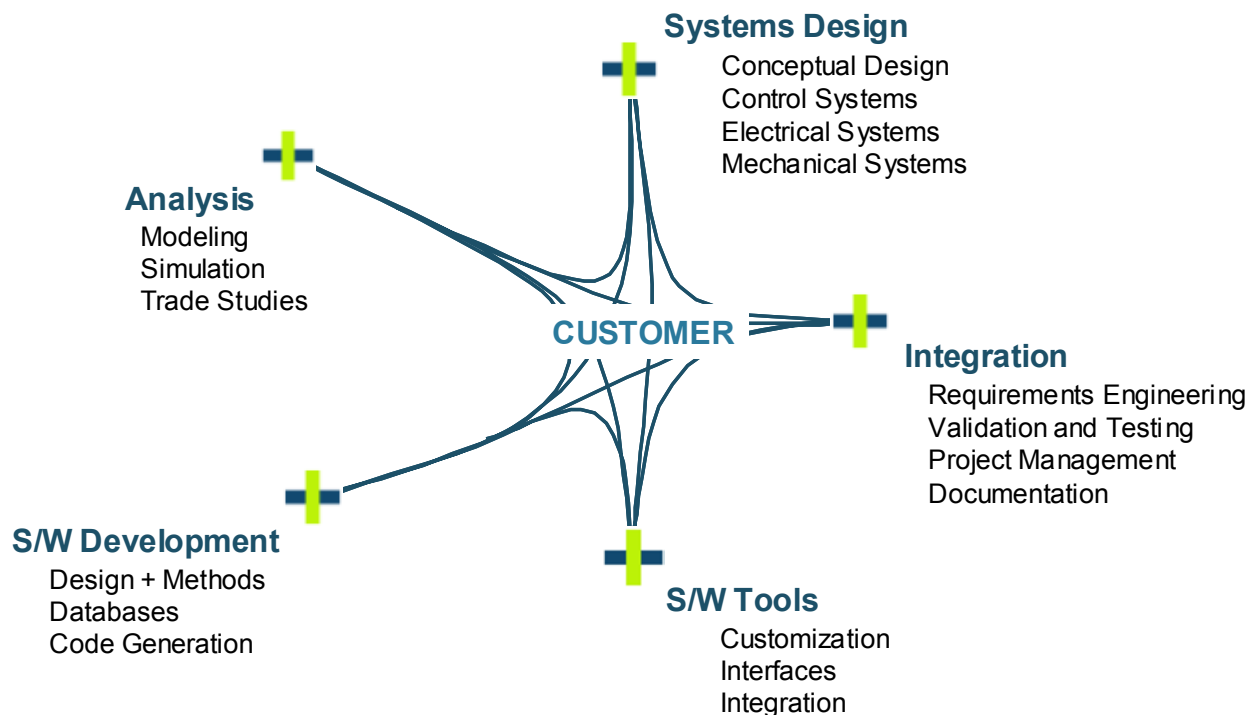 Systems Design
Conceptual Design
Control Systems
Electrical Systems
Mechanical Systems
Analysis
Modeling
Simulation
Trade Studies
CUSTOMER
Integration
Requirements Engineering
Validation and Testing
Project Management
Documentation
S/W Development
Design + Methods
Databases
Code Generation
S/W Tools
Customization
Interfaces
Integration